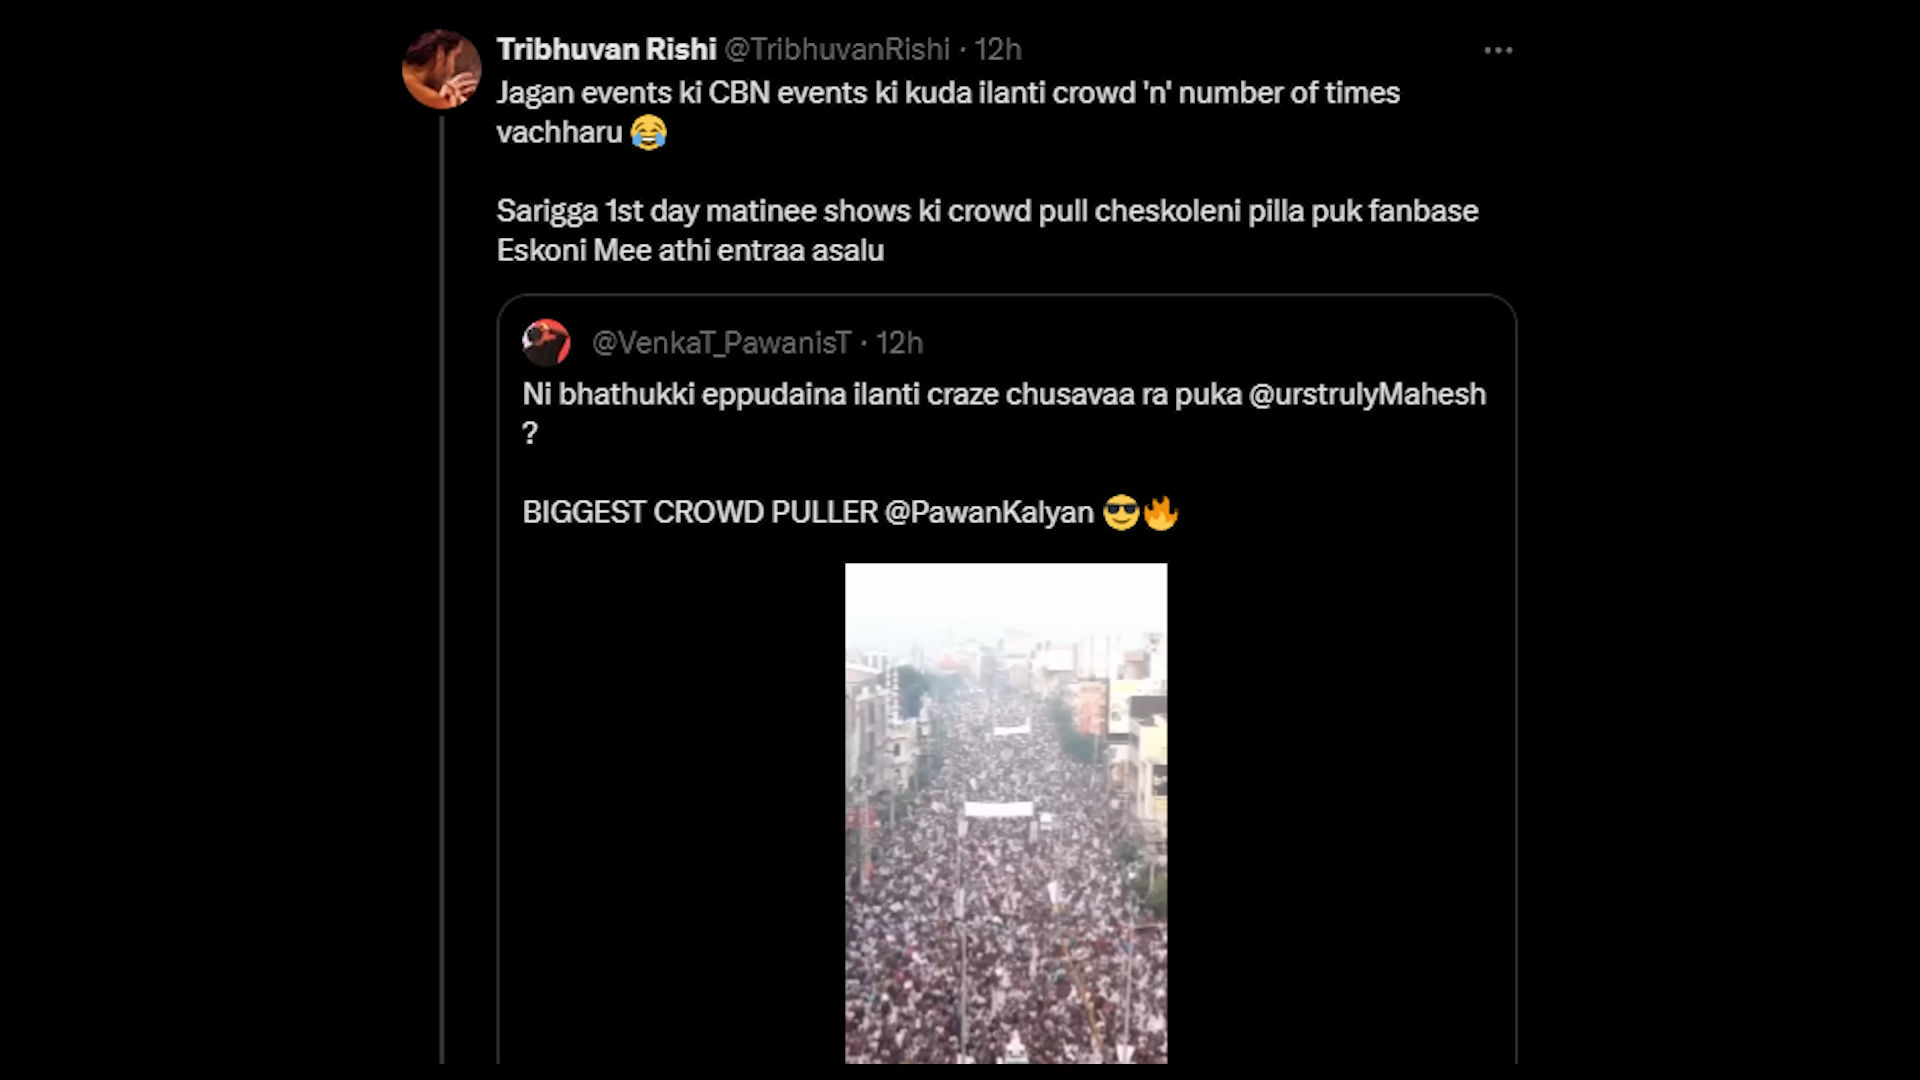 Tribhuvan Rishi @TribhuvanRishi · 12h
Jagan events ki CBN events ki kuda ilanti crowd 'n' number of times
vachharu 😂
Sarigga 1st day matinee shows ki crowd pull cheskoleni pilla puk fanbase
Eskoni Mee athi entraa asalu
@VenkaT_PawanisT · 12h
Ni bhathukki eppudaina ilanti craze chusavaa ra puka @urstrulyMahesh
?
BIGGEST CROWD PULLER @PawanKalyan 😎🔥